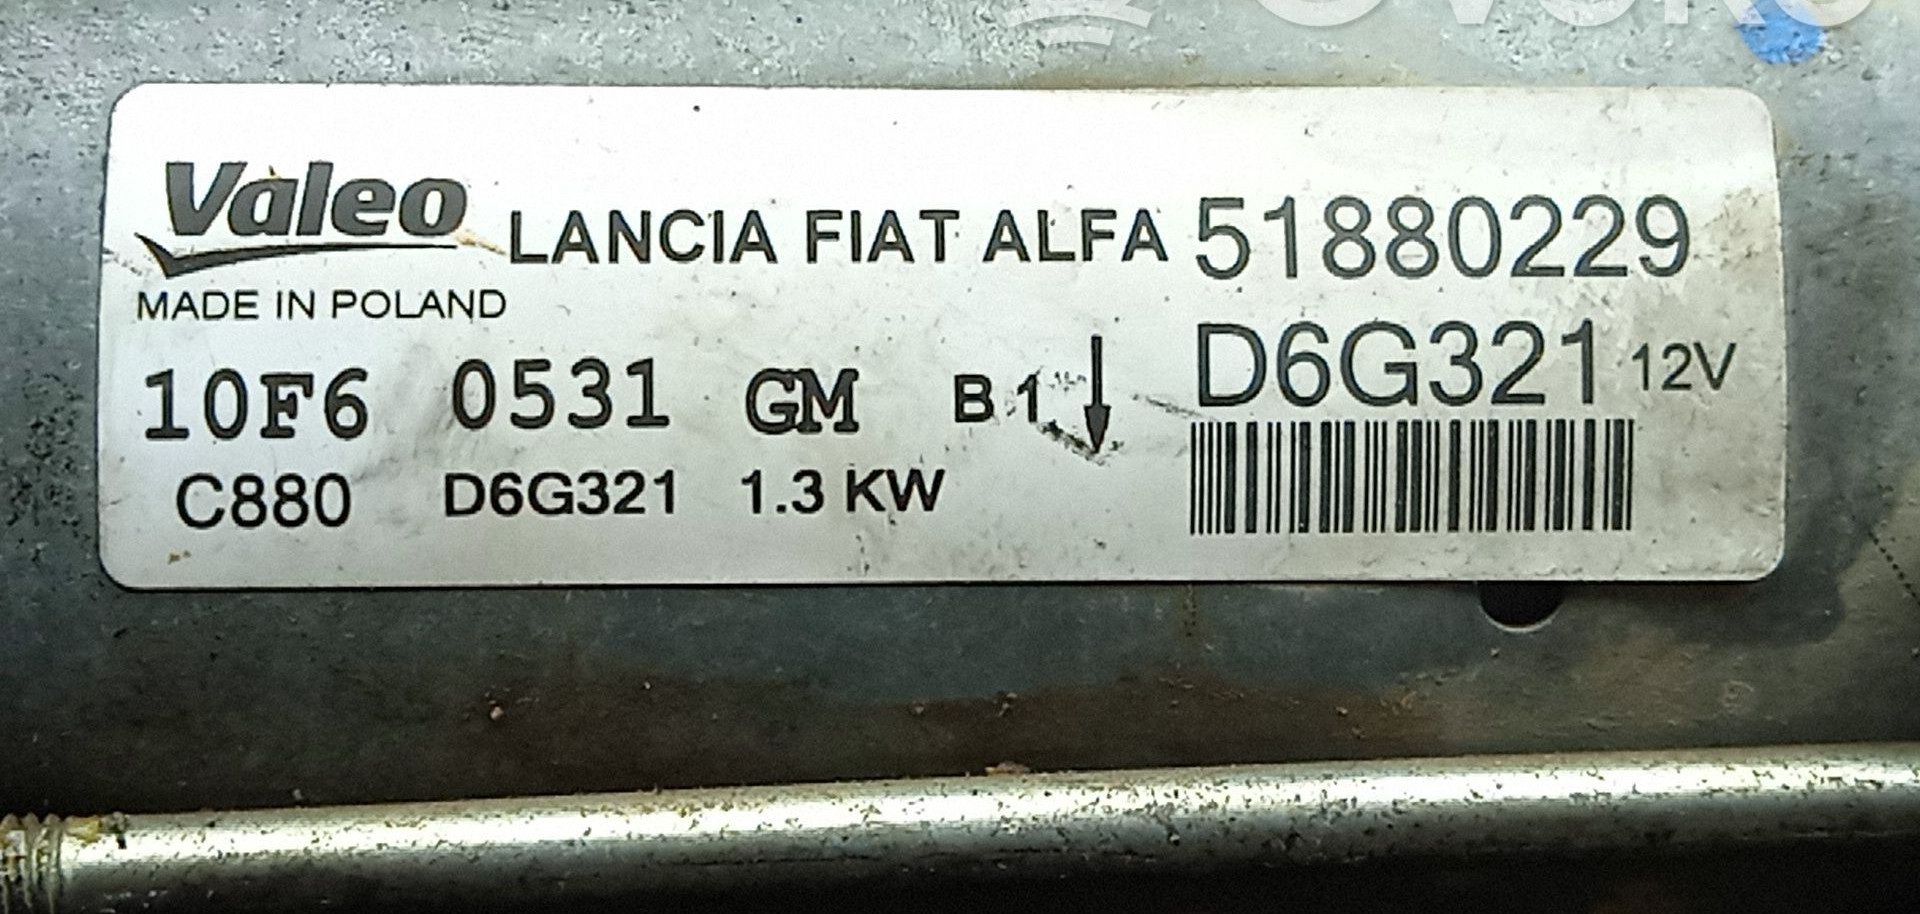 Valeo LANCIA FIAT ALFA 51880229
MADE IN POLAND
D6G321 12V
10F6 0531 GM B1
C880 D6G321 1.3 KW